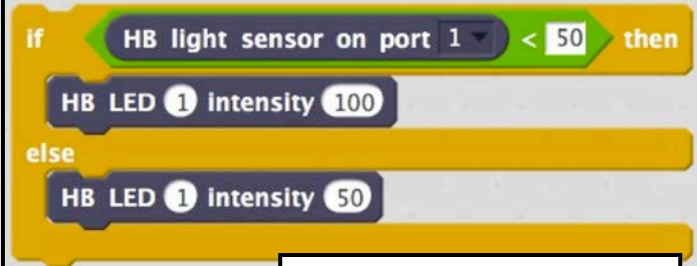 if HB light sensor on port 1 < 50 then
HB LED 1 intensity 100
else
HB LED 1 intensity 50